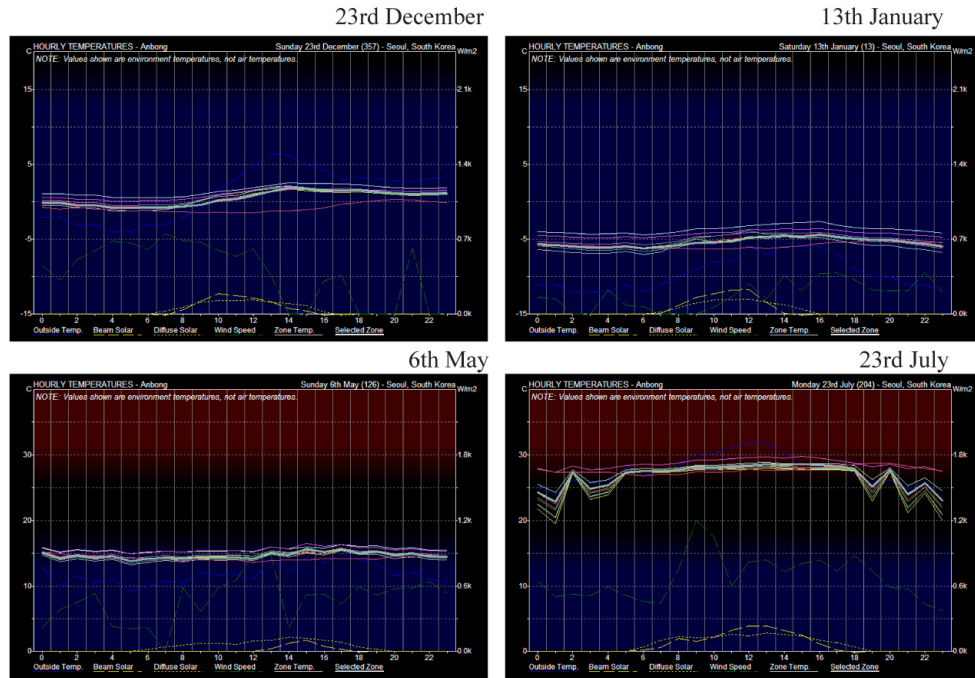 23rd December
13th January
C HOURLY TEMPERATURES - Anbong Sunday 23rd December (357) - Seoul, South Korea W/m2
NOTE: Values shown are environment temperatures, not air temperatures.
15 2.1k
5 1.4k
-5 0.7k
-15 0.0k
0 2 4 6 8 10 12 14 16 18 20 22
Outside Temp. Beam Solar Diffuse Solar Wind Speed Zone Temp. Selected Zone
C HOURLY TEMPERATURES - Anbong Saturday 13th January (13) - Seoul, South Korea W/m2
NOTE: Values shown are environment temperatures, not air temperatures.
15 2.1k
5 1.4k
-5 0.7k
-15 0.0k
0 2 4 6 8 10 12 14 16 18 20 22
Outside Temp. Beam Solar Diffuse Solar Wind Speed Zone Temp. Selected Zone
6th May
23rd July
C HOURLY TEMPERATURES - Anbong Sunday 6th May (126) - Seoul, South Korea W/m2
NOTE: Values shown are environment temperatures, not air temperatures.
30 1.8k
20 1.2k
10 0.6k
0 0.0k
0 2 4 6 8 10 12 14 16 18 20 22
Outside Temp. Beam Solar Diffuse Solar Wind Speed Zone Temp. Selected Zone
C HOURLY TEMPERATURES - Anbong Monday 23rd July (204) - Seoul, South Korea W/m2
NOTE: Values shown are environment temperatures, not air temperatures.
30 1.8k
20 1.2k
10 0.6k
0 0.0k
0 2 4 6 8 10 12 14 16 18 20 22
Outside Temp. Beam Solar Diffuse Solar Wind Speed Zone Temp. Selected Zone